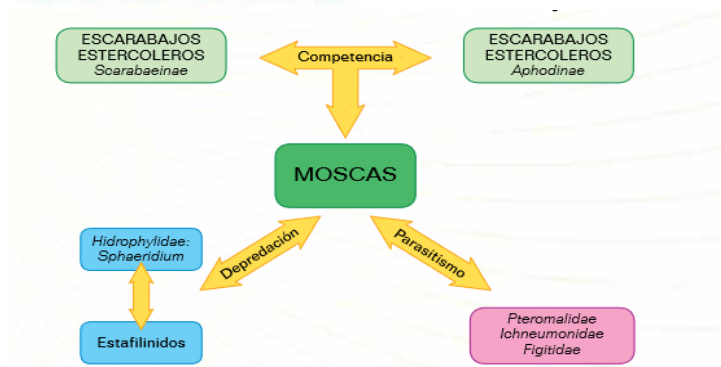 ESCARABAJOS
ESTERCOLEROS
Scarabaeinae
Competencia
ESCARABAJOS
ESTERCOLEROS
Aphodinae
MOSCAS
Hidrophylidae:
Sphaeridium
Depredación
Parasitismo
Estafilinidos
Pteromalidae
Ichneumonidae
Figitidae